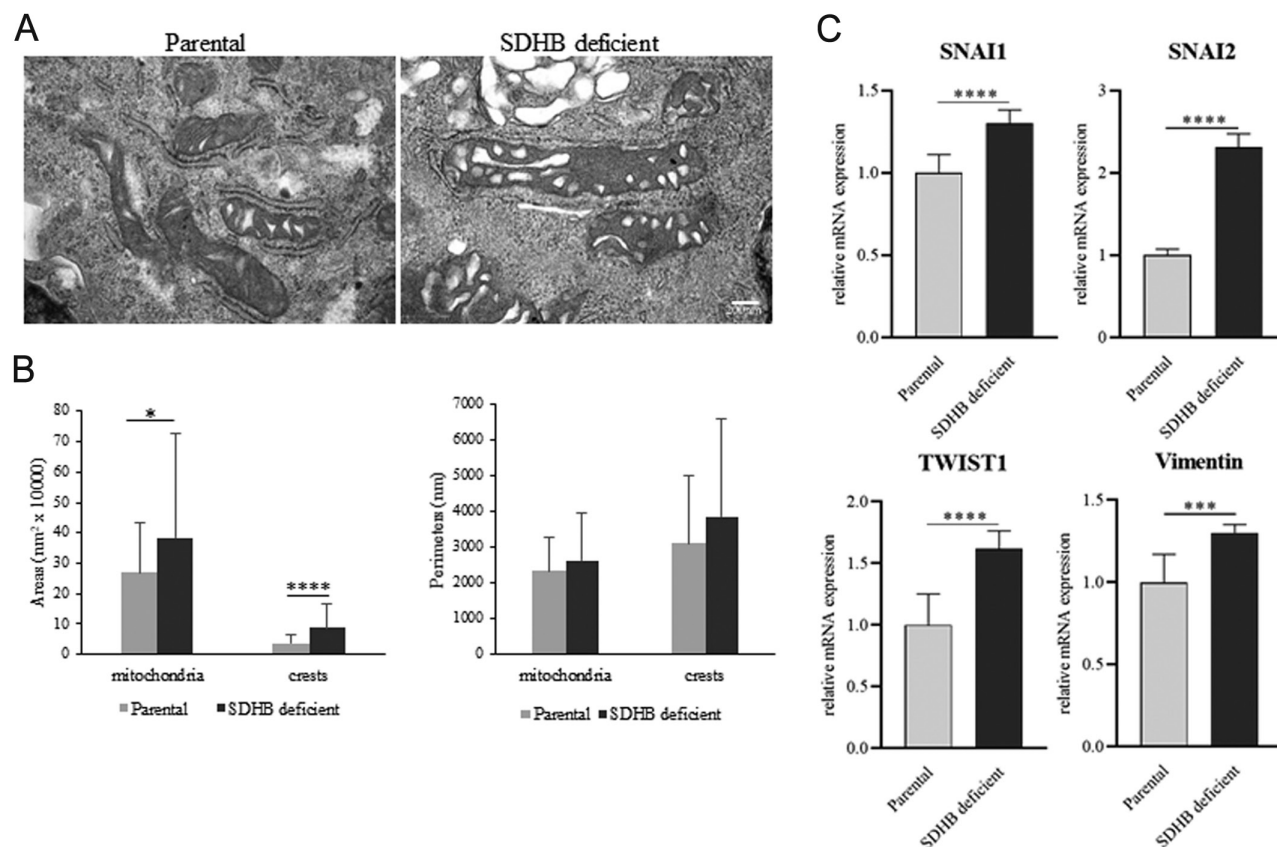 A
Parental
SDHB deficient
B
80
70
60
50
40
30
20
10
0
Areas (nm² x 10000)
*
****
mitochondria
crests
Parental
SDHB deficient
7000
6000
5000
4000
3000
2000
1000
0
Perimeters (nm)
mitochondria
crests
Parental
SDHB deficient
C
SNAI1
1.5
1.0
0.5
0.0
relative mRNA expression
****
Parental
SDHB deficient
SNAI2
3
2
1
0
relative mRNA expression
****
Parental
SDHB deficient
TWIST1
2.0
1.5
1.0
0.5
0.0
relative mRNA expression
****
Parental
SDHB deficient
Vimentin
1.5
1.0
0.5
0.0
relative mRNA expression
***
Parental
SDHB deficient